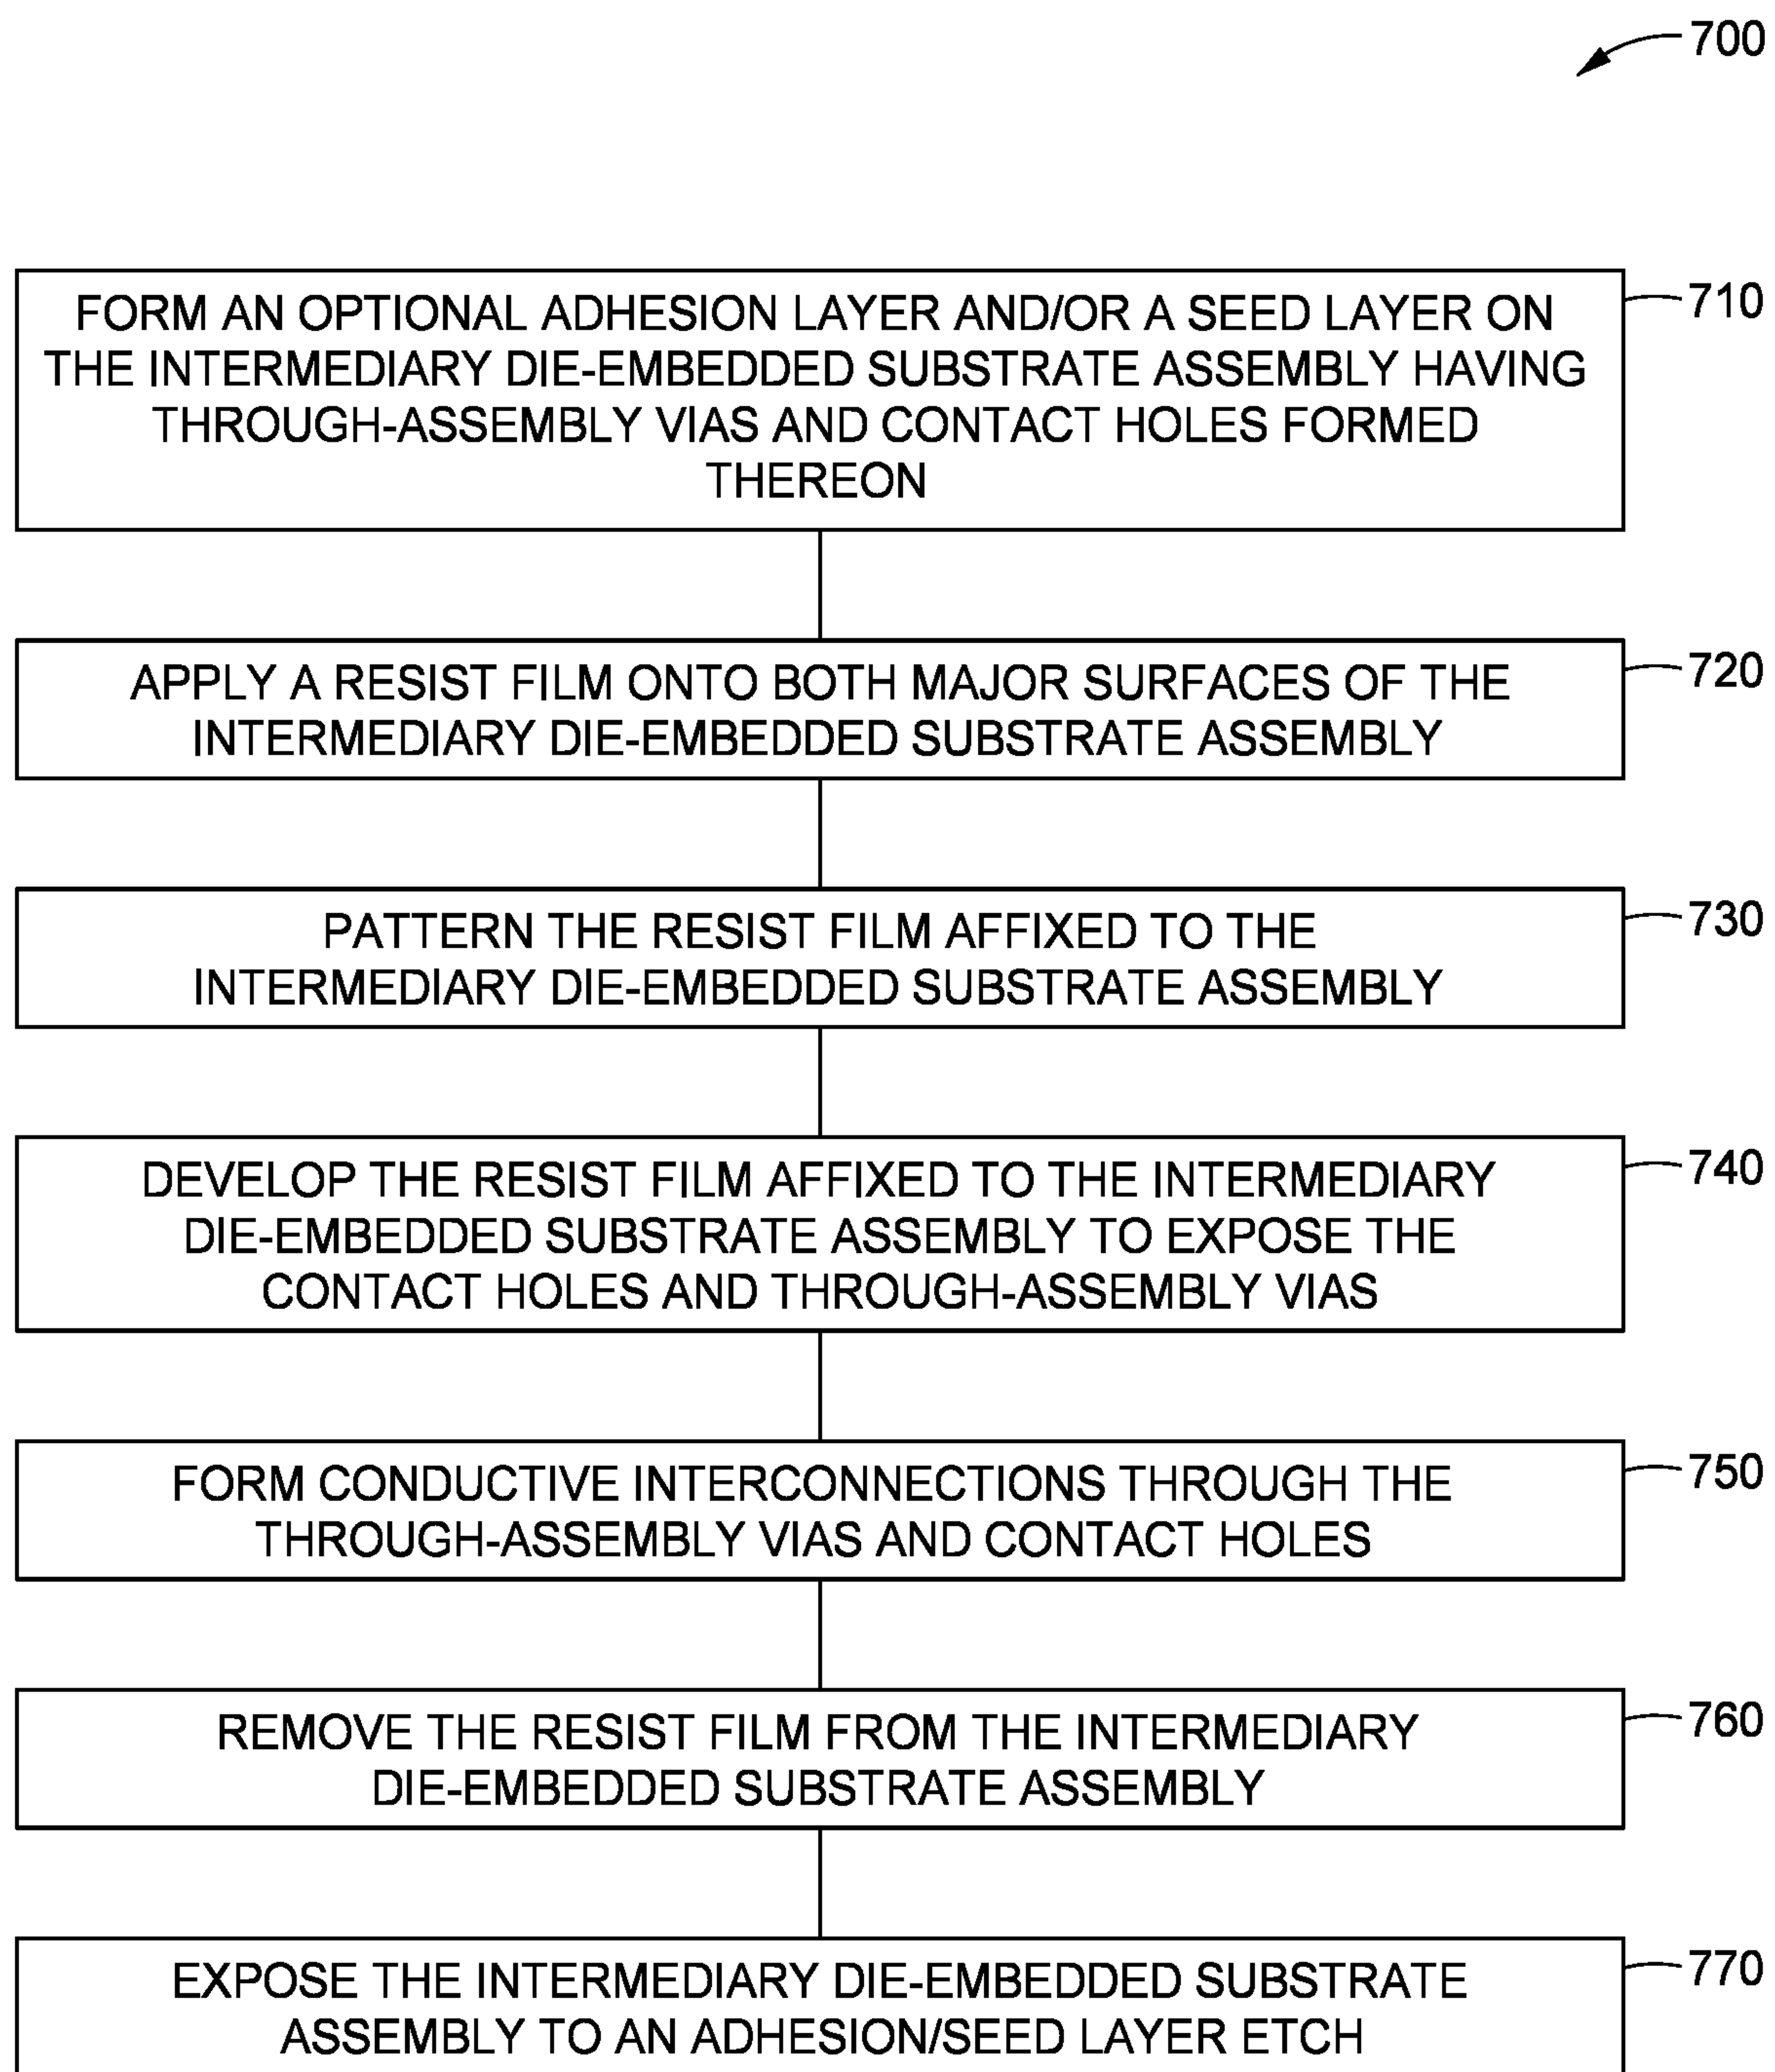 700
FORM AN OPTIONAL ADHESION LAYER AND/OR A SEED LAYER ON
THE INTERMEDIARY DIE-EMBEDDED SUBSTRATE ASSEMBLY HAVING
THROUGH-ASSEMBLY VIAS AND CONTACT HOLES FORMED
THEREON
710
APPLY A RESIST FILM ONTO BOTH MAJOR SURFACES OF THE
INTERMEDIARY DIE-EMBEDDED SUBSTRATE ASSEMBLY
720
PATTERN THE RESIST FILM AFFIXED TO THE
INTERMEDIARY DIE-EMBEDDED SUBSTRATE ASSEMBLY
730
DEVELOP THE RESIST FILM AFFIXED TO THE INTERMEDIARY
DIE-EMBEDDED SUBSTRATE ASSEMBLY TO EXPOSE THE
CONTACT HOLES AND THROUGH-ASSEMBLY VIAS
740
FORM CONDUCTIVE INTERCONNECTIONS THROUGH THE
THROUGH-ASSEMBLY VIAS AND CONTACT HOLES
750
REMOVE THE RESIST FILM FROM THE INTERMEDIARY
DIE-EMBEDDED SUBSTRATE ASSEMBLY
760
EXPOSE THE INTERMEDIARY DIE-EMBEDDED SUBSTRATE
ASSEMBLY TO AN ADHESION/SEED LAYER ETCH
770